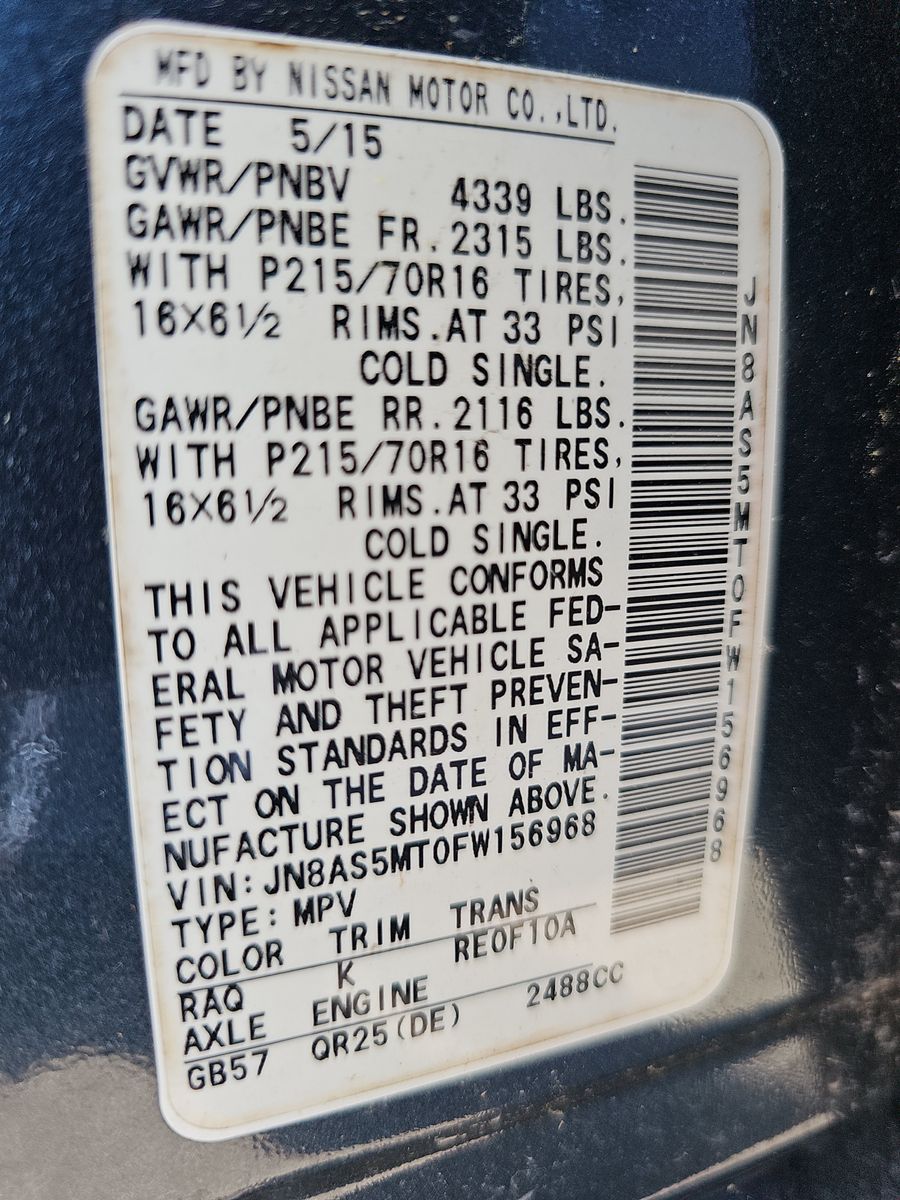 MFD BY NISSAN MOTOR CO.,LTD.
DATE 5/15
GVWR/PNBV 4339 LBS.
GAWR/PNBE FR.2315 LBS.
WITH P215/70R16 TIRES,
16X6½ RIMS.AT 33 PSI
COLD SINGLE.
GAWR/PNBE RR.2116 LBS.
WITH P215/70R16 TIRES,
16X6½ RIMS.AT 33 PSI
COLD SINGLE.
THIS VEHICLE CONFORMS
TO ALL APPLICABLE FED-
ERAL MOTOR VEHICLE SA-
FETY AND THEFT PREVEN-
TION STANDARDS IN EFF-
ECT ON THE DATE OF MA-
NUFACTURE SHOWN ABOVE.
VIN:JN8AS5MT0FW156968
TYPE:MPV
COLOR TRIM TRANS
RAQ K RE0F10A
AXLE ENGINE
GB57 QR25(DE) 2488CC
JN8AS5MT0FW156968